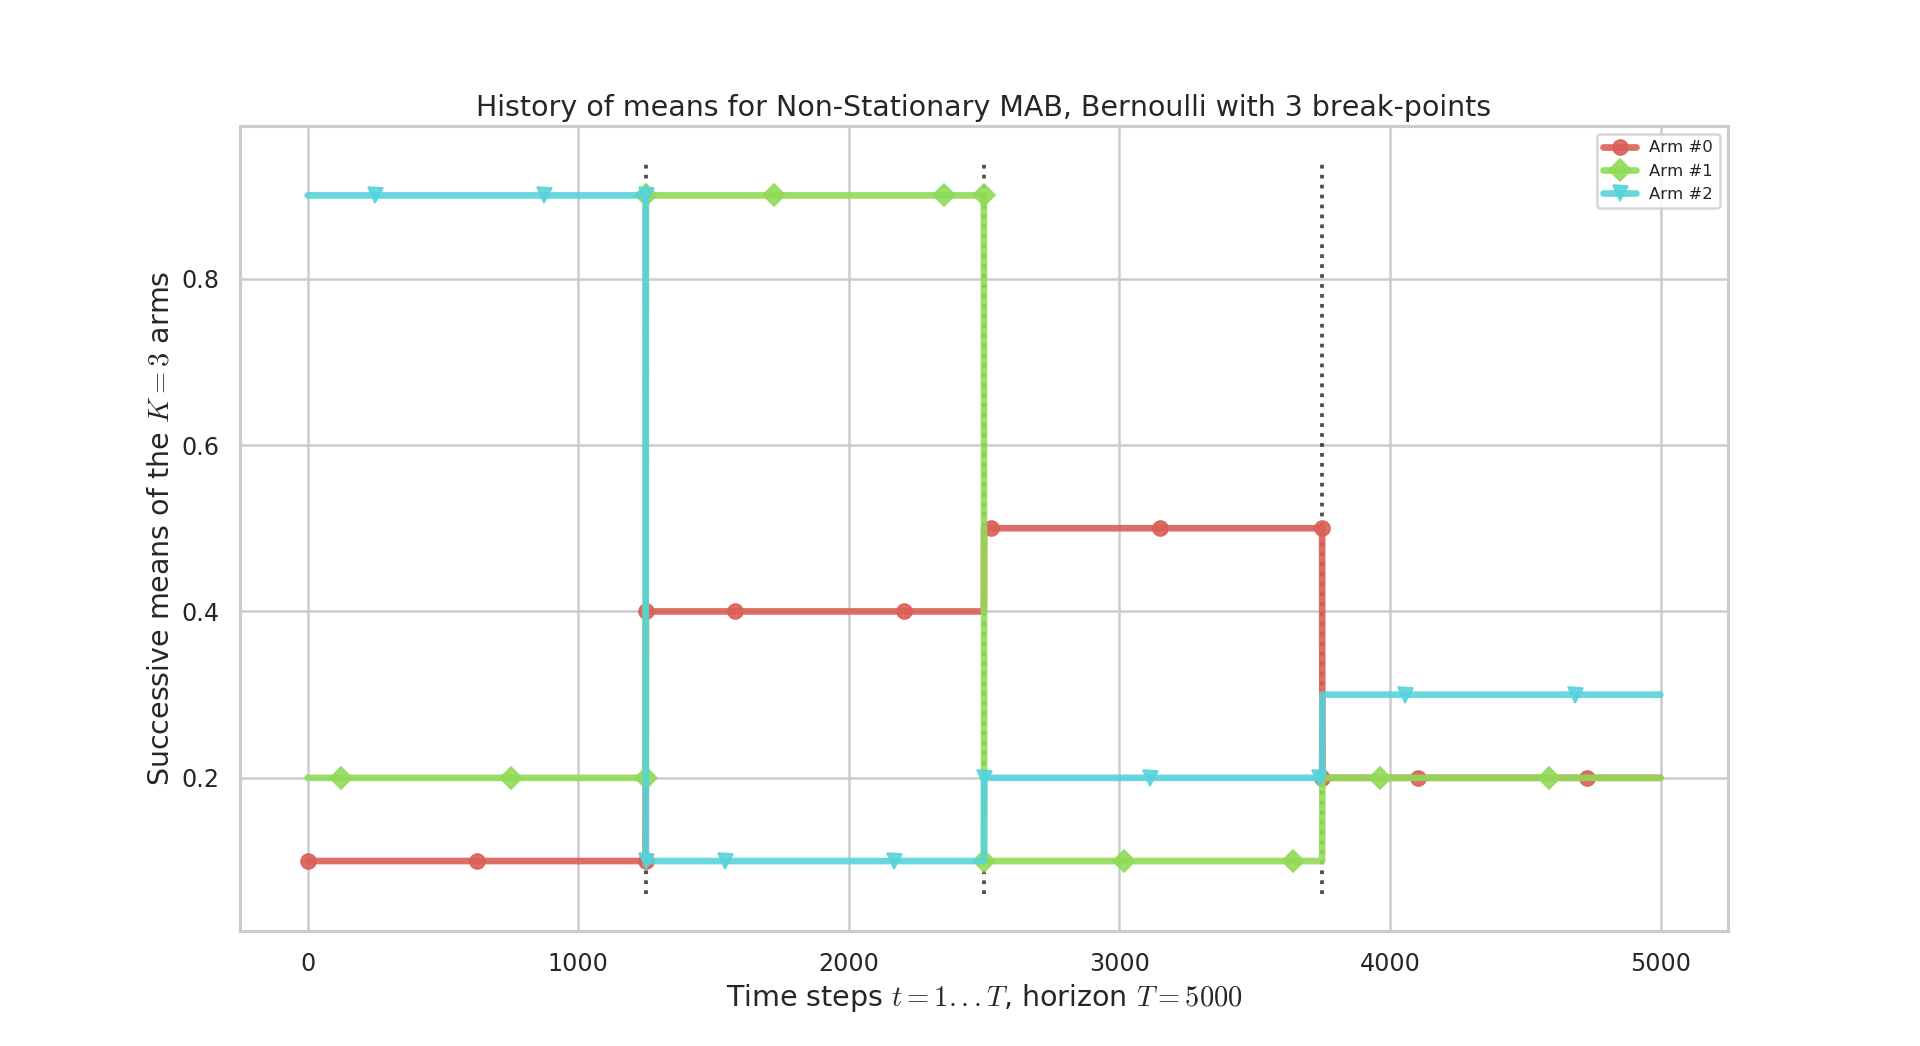 History of means for Non-Stationary MAB, Bernoulli with 3 break-points
Arm #0
Arm #1
Arm #2
Successive means of the K = 3 arms
0.8
0.6
0.4
0.2
0 1000 2000 3000 4000 5000
Time steps t = 1...T, horizon T = 5000